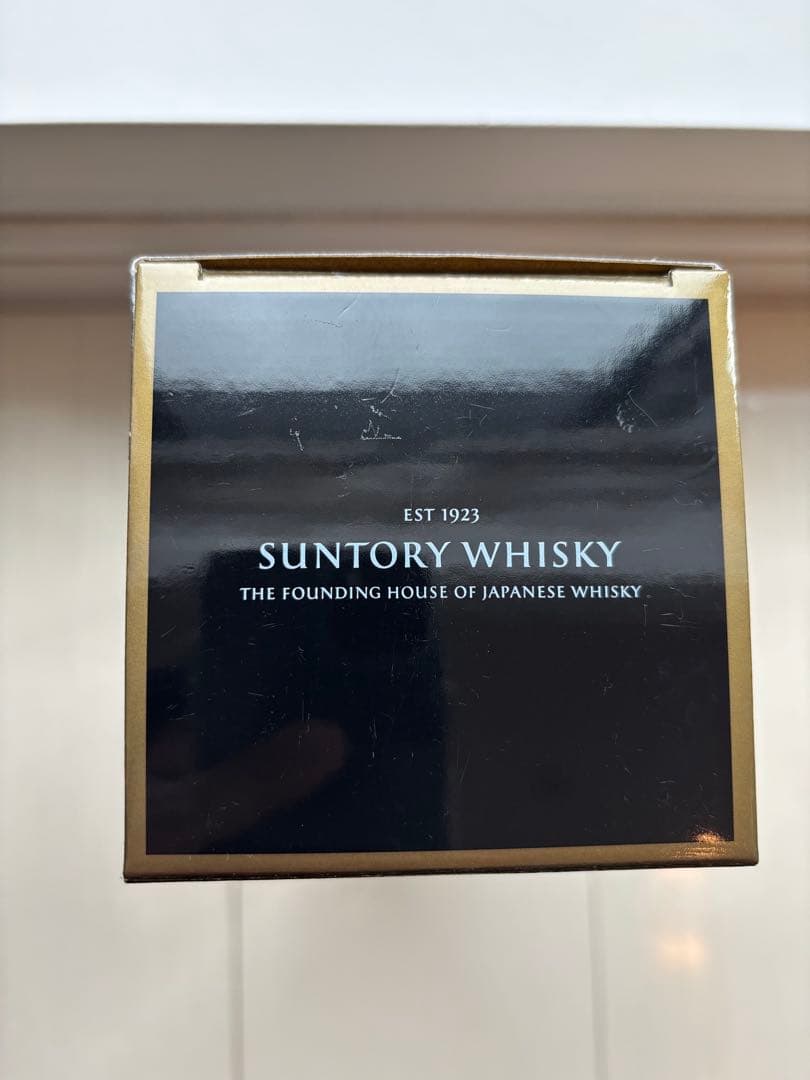 EST 1923
SUNTORY WHISKY
THE FOUNDING HOUSE OF JAPANESE WHISKY